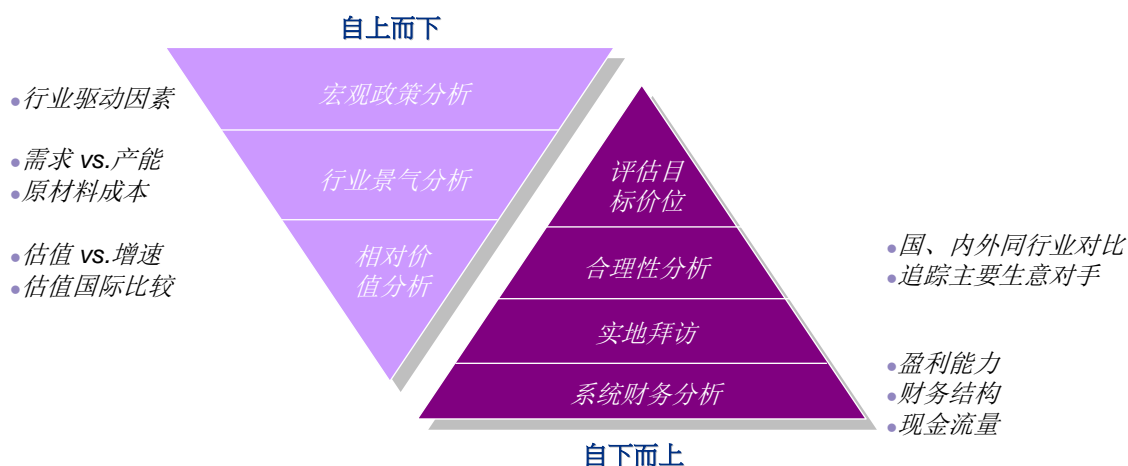 自上而下
宏观政策分析
•行业驱动因素
行业景气分析
•需求 vs.产能
•原材料成本
相对价
值分析
•估值 vs.增速
•估值国际比较
评估目
标价位
合理性分析
•国、内外同行业对比
•追踪主要生意对手
实地拜访
系统财务分析
•盈利能力
•财务结构
•现金流量
自下而上